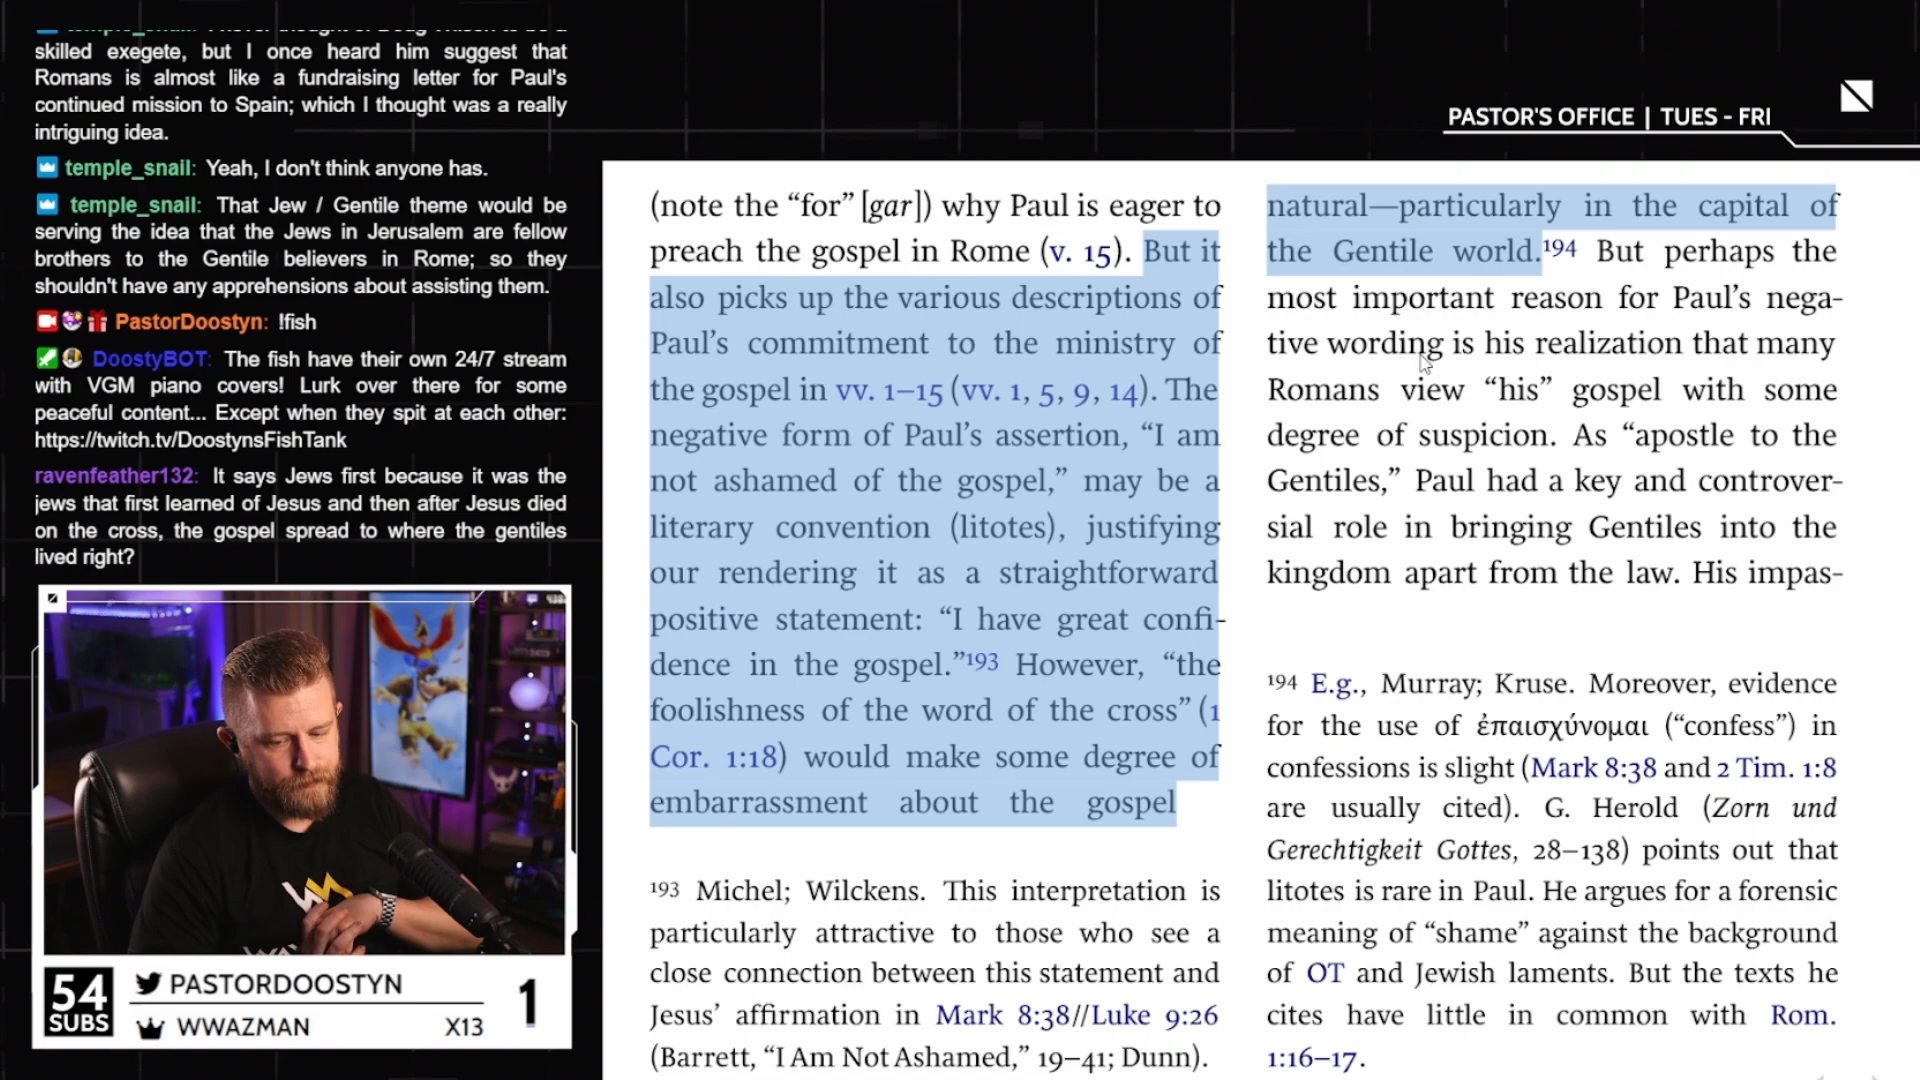 skilled exegete, but I once heard him suggest that
Romans is almost like a fundraising letter for Paul's
continued mission to Spain; which I thought was a really
intriguing idea.
temple_snail: Yeah, I don't think anyone has.
temple_snail: That Jew / Gentile theme would be
serving the idea that the Jews in Jerusalem are fellow
brothers to the Gentile believers in Rome; so they
shouldn't have any apprehensions about assisting them.
PastorDoostyn: !fish
DoostyBOT: The fish have their own 24/7 stream
with VGM piano covers! Lurk over there for some
peaceful content... Except when they spit at each other:
https://twitch.tv/DoostynsFishTank
ravenfeather132: It says Jews first because it was the
jews that first learned of Jesus and then after Jesus died
on the cross, the gospel spread to where the gentiles
lived right?
54
SUBS
PASTORDOOSTYN
WWAZMAN X13
1
PASTOR'S OFFICE | TUES - FRI
(note the “for” [gar]) why Paul is eager to
preach the gospel in Rome (v. 15). But it
also picks up the various descriptions of
Paul’s commitment to the ministry of
the gospel in vv. 1–15 (vv. 1, 5, 9, 14). The
negative form of Paul’s assertion, “I am
not ashamed of the gospel,” may be a
literary convention (litotes), justifying
our rendering it as a straightforward
positive statement: “I have great confi-
dence in the gospel.”193 However, “the
foolishness of the word of the cross” (1
Cor. 1:18) would make some degree of
embarrassment about the gospel
193 Michel; Wilckens. This interpretation is
particularly attractive to those who see a
close connection between this statement and
Jesus’ affirmation in Mark 8:38//Luke 9:26
(Barrett, “I Am Not Ashamed,” 19–41; Dunn).
natural—particularly in the capital of
the Gentile world.194 But perhaps the
most important reason for Paul’s nega-
tive wording is his realization that many
Romans view “his” gospel with some
degree of suspicion. As “apostle to the
Gentiles,” Paul had a key and controver-
sial role in bringing Gentiles into the
kingdom apart from the law. His impas-
194 E.g., Murray; Kruse. Moreover, evidence
for the use of ἐπαισχύνομαι (“confess”) in
confessions is slight (Mark 8:38 and 2 Tim. 1:8
are usually cited). G. Herold (Zorn und
Gerechtigkeit Gottes, 28–138) points out that
litotes is rare in Paul. He argues for a forensic
meaning of “shame” against the background
of OT and Jewish laments. But the texts he
cites have little in common with Rom.
1:16–17.